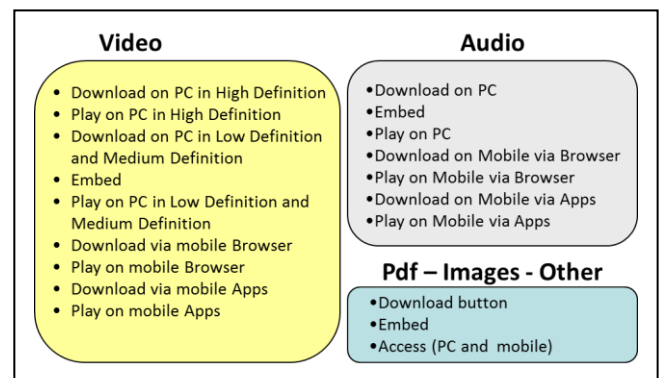 Video
• Download on PC in High Definition
• Play on PC in High Definition
• Download on PC in Low Definition
and Medium Definition
• Embed
• Play on PC in Low Definition and
Medium Definition
• Download via mobile Browser
• Play on mobile Browser
• Download via mobile Apps
• Play on mobile Apps
Audio
•Download on PC
•Embed
•Play on PC
•Download on Mobile via Browser
•Play on Mobile via Browser
•Download on Mobile via Apps
•Play on Mobile via Apps
Pdf – Images - Other
•Download button
•Embed
•Access (PC and mobile)